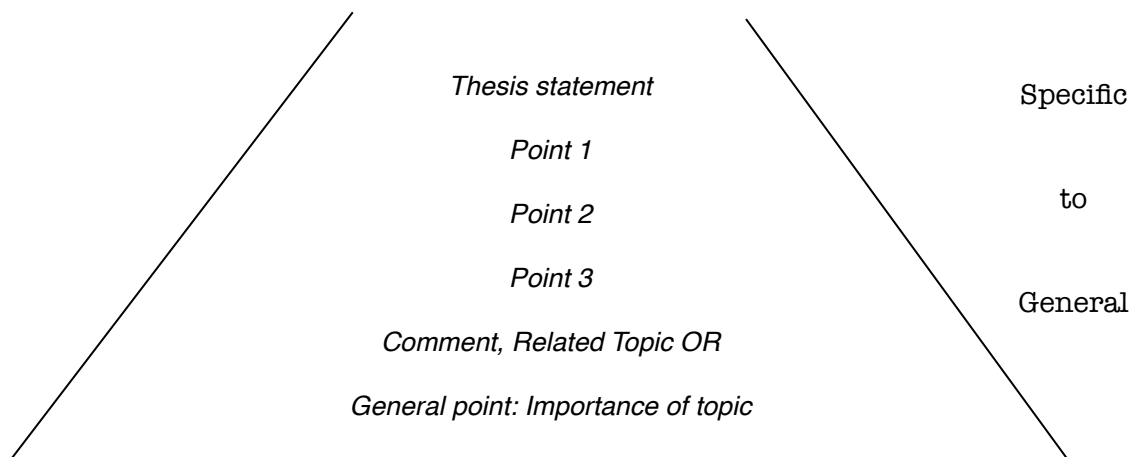 Thesis statement
Specific
Point 1
Point 2
to
Point 3
General
Comment, Related Topic OR
General point: Importance of topic